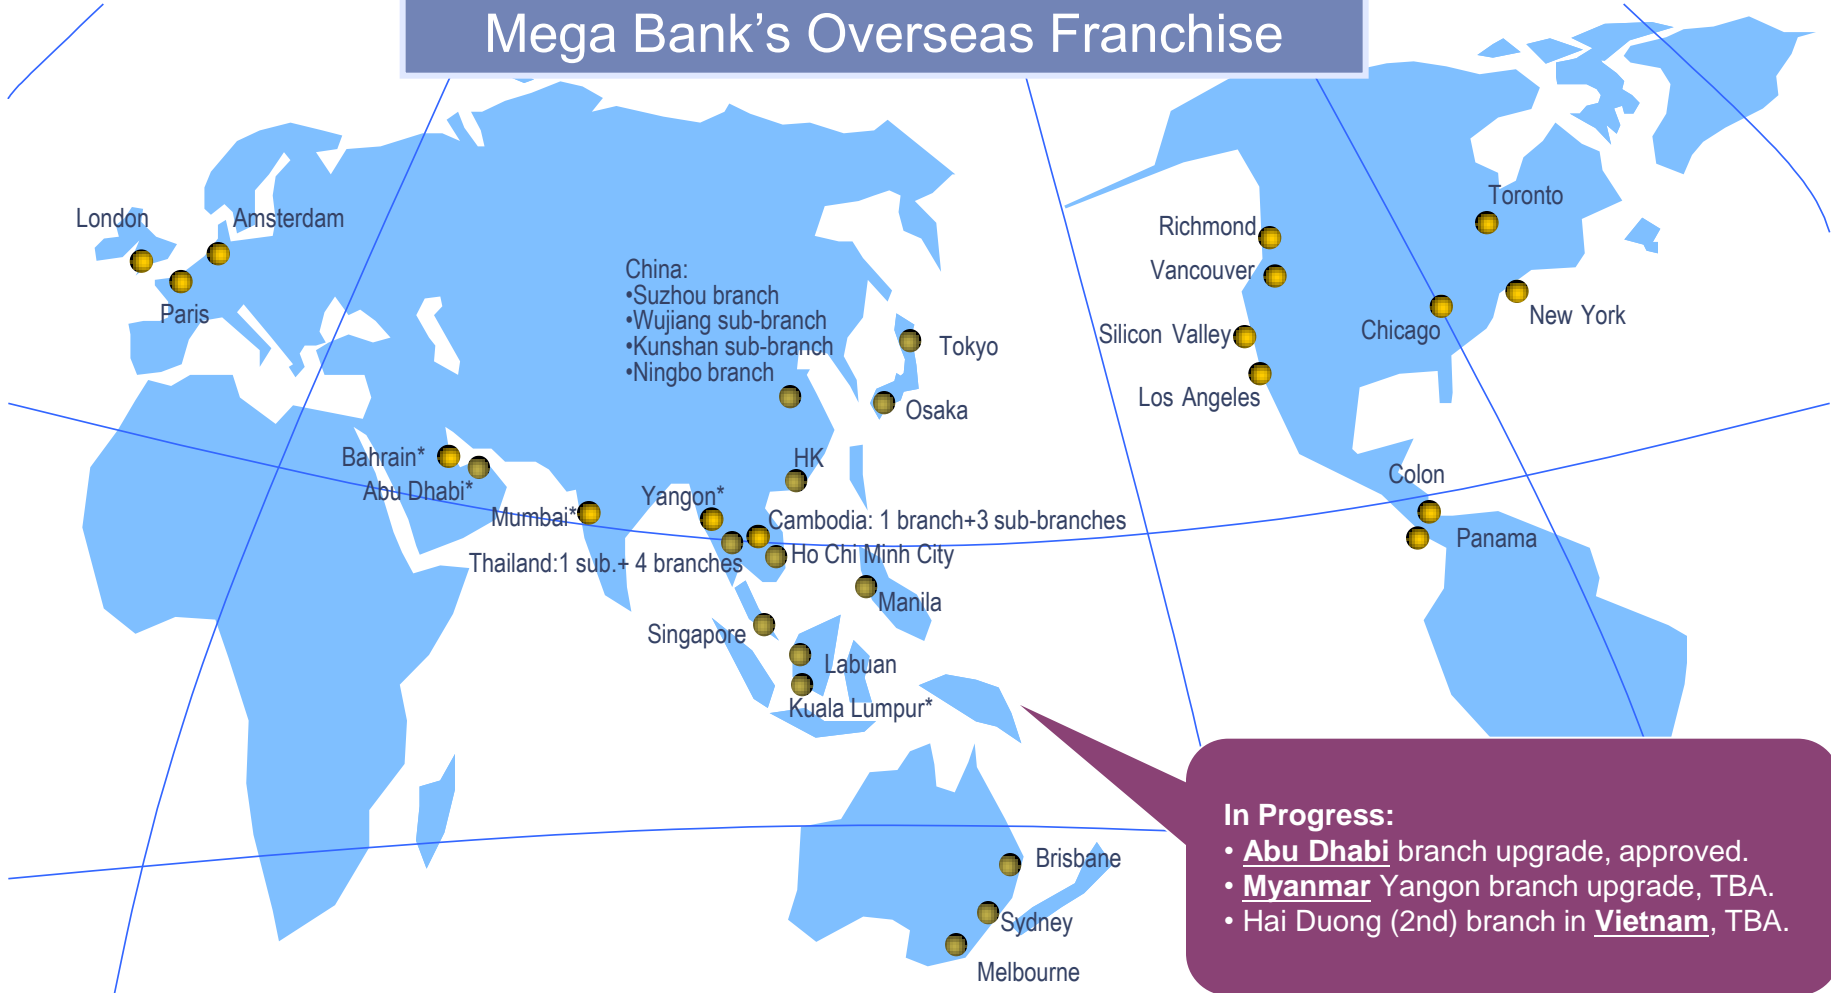 Mega Bank’s Overseas Franchise
London
Amsterdam
Paris
China:
•Suzhou branch
•Wujiang sub-branch
•Kunshan sub-branch
•Ningbo branch
Tokyo
Osaka
HK
Bahrain*
Abu Dhabi*
Mumbai*
Yangon*
Cambodia: 1 branch+3 sub-branches
Thailand:1 sub.+ 4 branches
Ho Chi Minh City
Manila
Singapore
Labuan
Kuala Lumpur*
Brisbane
Sydney
Melbourne
Richmond
Vancouver
Silicon Valley
Los Angeles
Toronto
Chicago
New York
Colon
Panama
In Progress:
• Abu Dhabi branch upgrade, approved.
• Myanmar Yangon branch upgrade, TBA.
• Hai Duong (2nd) branch in Vietnam, TBA.